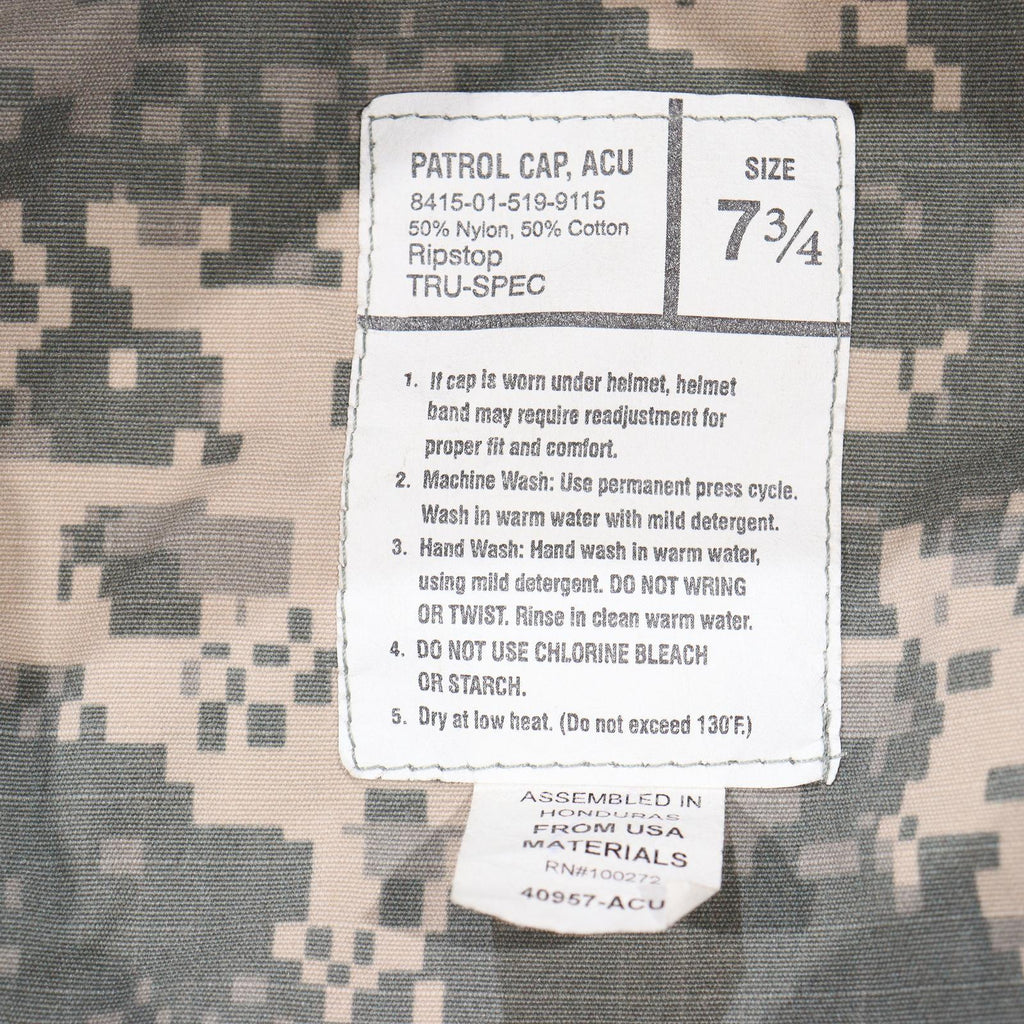 PATROL CAP, ACU
8415-01-519-9115
50% Nylon, 50% Cotton
Ripstop
TRU-SPEC
SIZE
7 3/4
1. If cap is worn under helmet, helmet
band may require readjustment for
proper fit and comfort.
2. Machine Wash: Use permanent press cycle.
Wash in warm water with mild detergent.
3. Hand Wash: Hand wash in warm water,
using mild detergent. DO NOT WRING
OR TWIST. Rinse in clean warm water.
4. DO NOT USE CHLORINE BLEACH
OR STARCH.
5. Dry at low heat. (Do not exceed 130°F.)
ASSEMBLED IN
HONDURAS
FROM USA
MATERIALS
RN#100272
40957-ACU